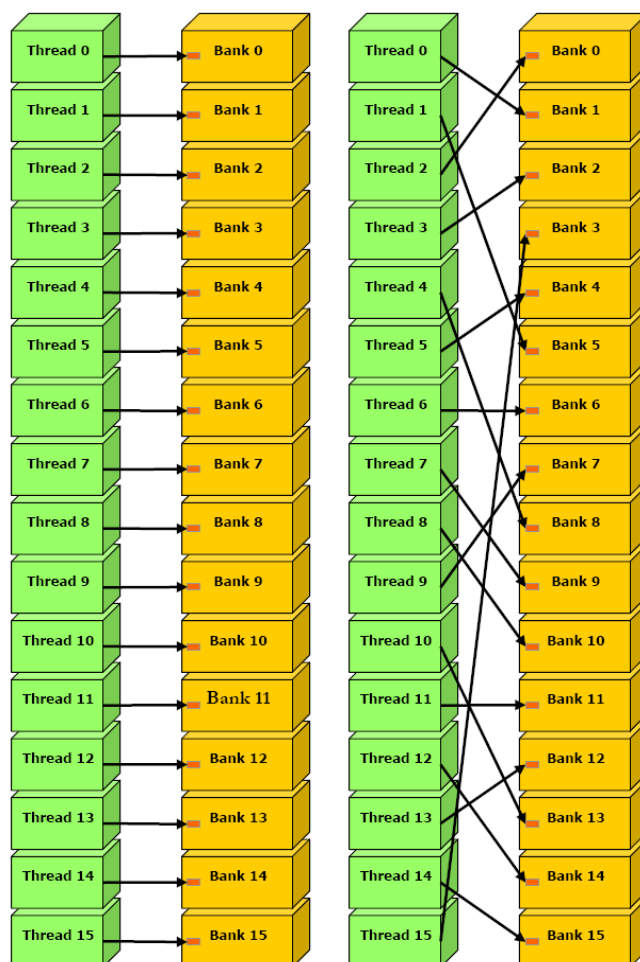 Thread 0 Bank 0 Thread 0 Bank 0
Thread 1 Bank 1 Thread 1 Bank 1
Thread 2 Bank 2 Thread 2 Bank 2
Thread 3 Bank 3 Thread 3 Bank 3
Thread 4 Bank 4 Thread 4 Bank 4
Thread 5 Bank 5 Thread 5 Bank 5
Thread 6 Bank 6 Thread 6 Bank 6
Thread 7 Bank 7 Thread 7 Bank 7
Thread 8 Bank 8 Thread 8 Bank 8
Thread 9 Bank 9 Thread 9 Bank 9
Thread 10 Bank 10 Thread 10 Bank 10
Thread 11 Bank 11 Thread 11 Bank 11
Thread 12 Bank 12 Thread 12 Bank 12
Thread 13 Bank 13 Thread 13 Bank 13
Thread 14 Bank 14 Thread 14 Bank 14
Thread 15 Bank 15 Thread 15 Bank 15